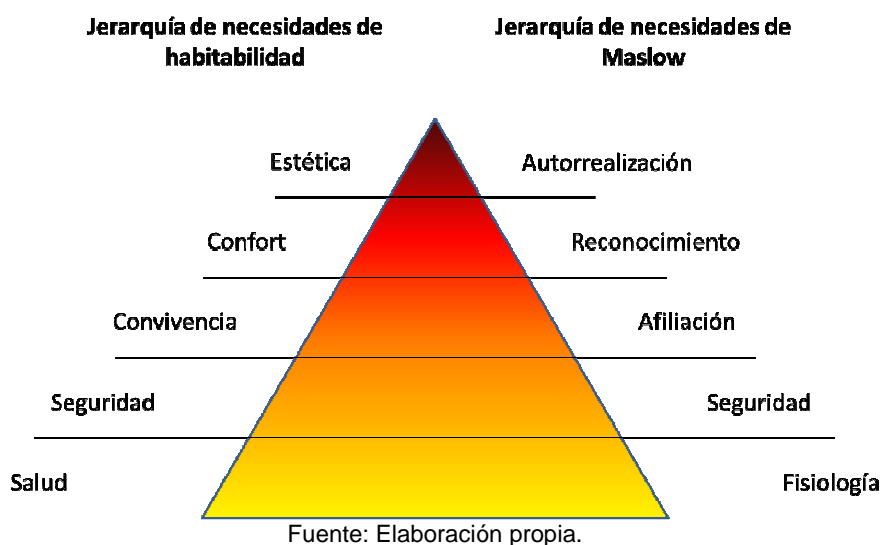 Jerarquía de necesidades de
habitabilidad
Jerarquía de necesidades de
Maslow
Estética
Autorrealización
Confort
Reconocimiento
Convivencia
Afiliación
Seguridad
Seguridad
Salud
Fisiología
Fuente: Elaboración propia.